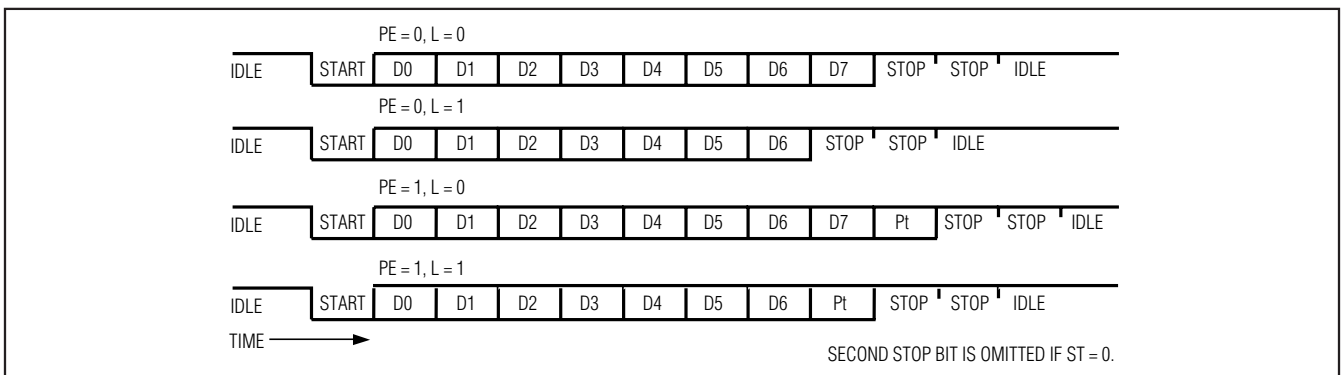 PE = 0, L = 0
IDLE START D0 D1 D2 D3 D4 D5 D6 D7 STOP STOP IDLE
PE = 0, L = 1
IDLE START D0 D1 D2 D3 D4 D5 D6 STOP STOP IDLE
PE = 1, L = 0
IDLE START D0 D1 D2 D3 D4 D5 D6 D7 Pt STOP STOP IDLE
PE = 1, L = 1
IDLE START D0 D1 D2 D3 D4 D5 D6 Pt STOP STOP IDLE
TIME
SECOND STOP BIT IS OMITTED IF ST = 0.